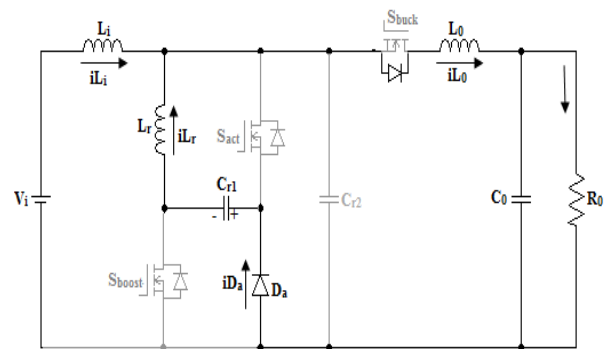 Sbuck
Li
L0
iLi
iL0
Lr
iLr
Sact
Cr1
- +
Cr2
Vi
C0
R0
Sboost
iDa
Da